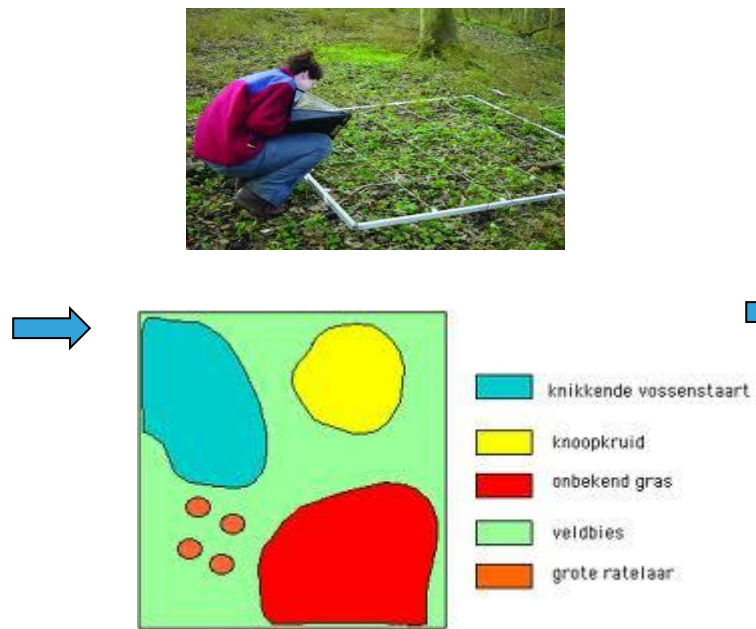 knikkende vossenstaart
knoopkruid
onbekend gras
veldbies
grote ratelaar